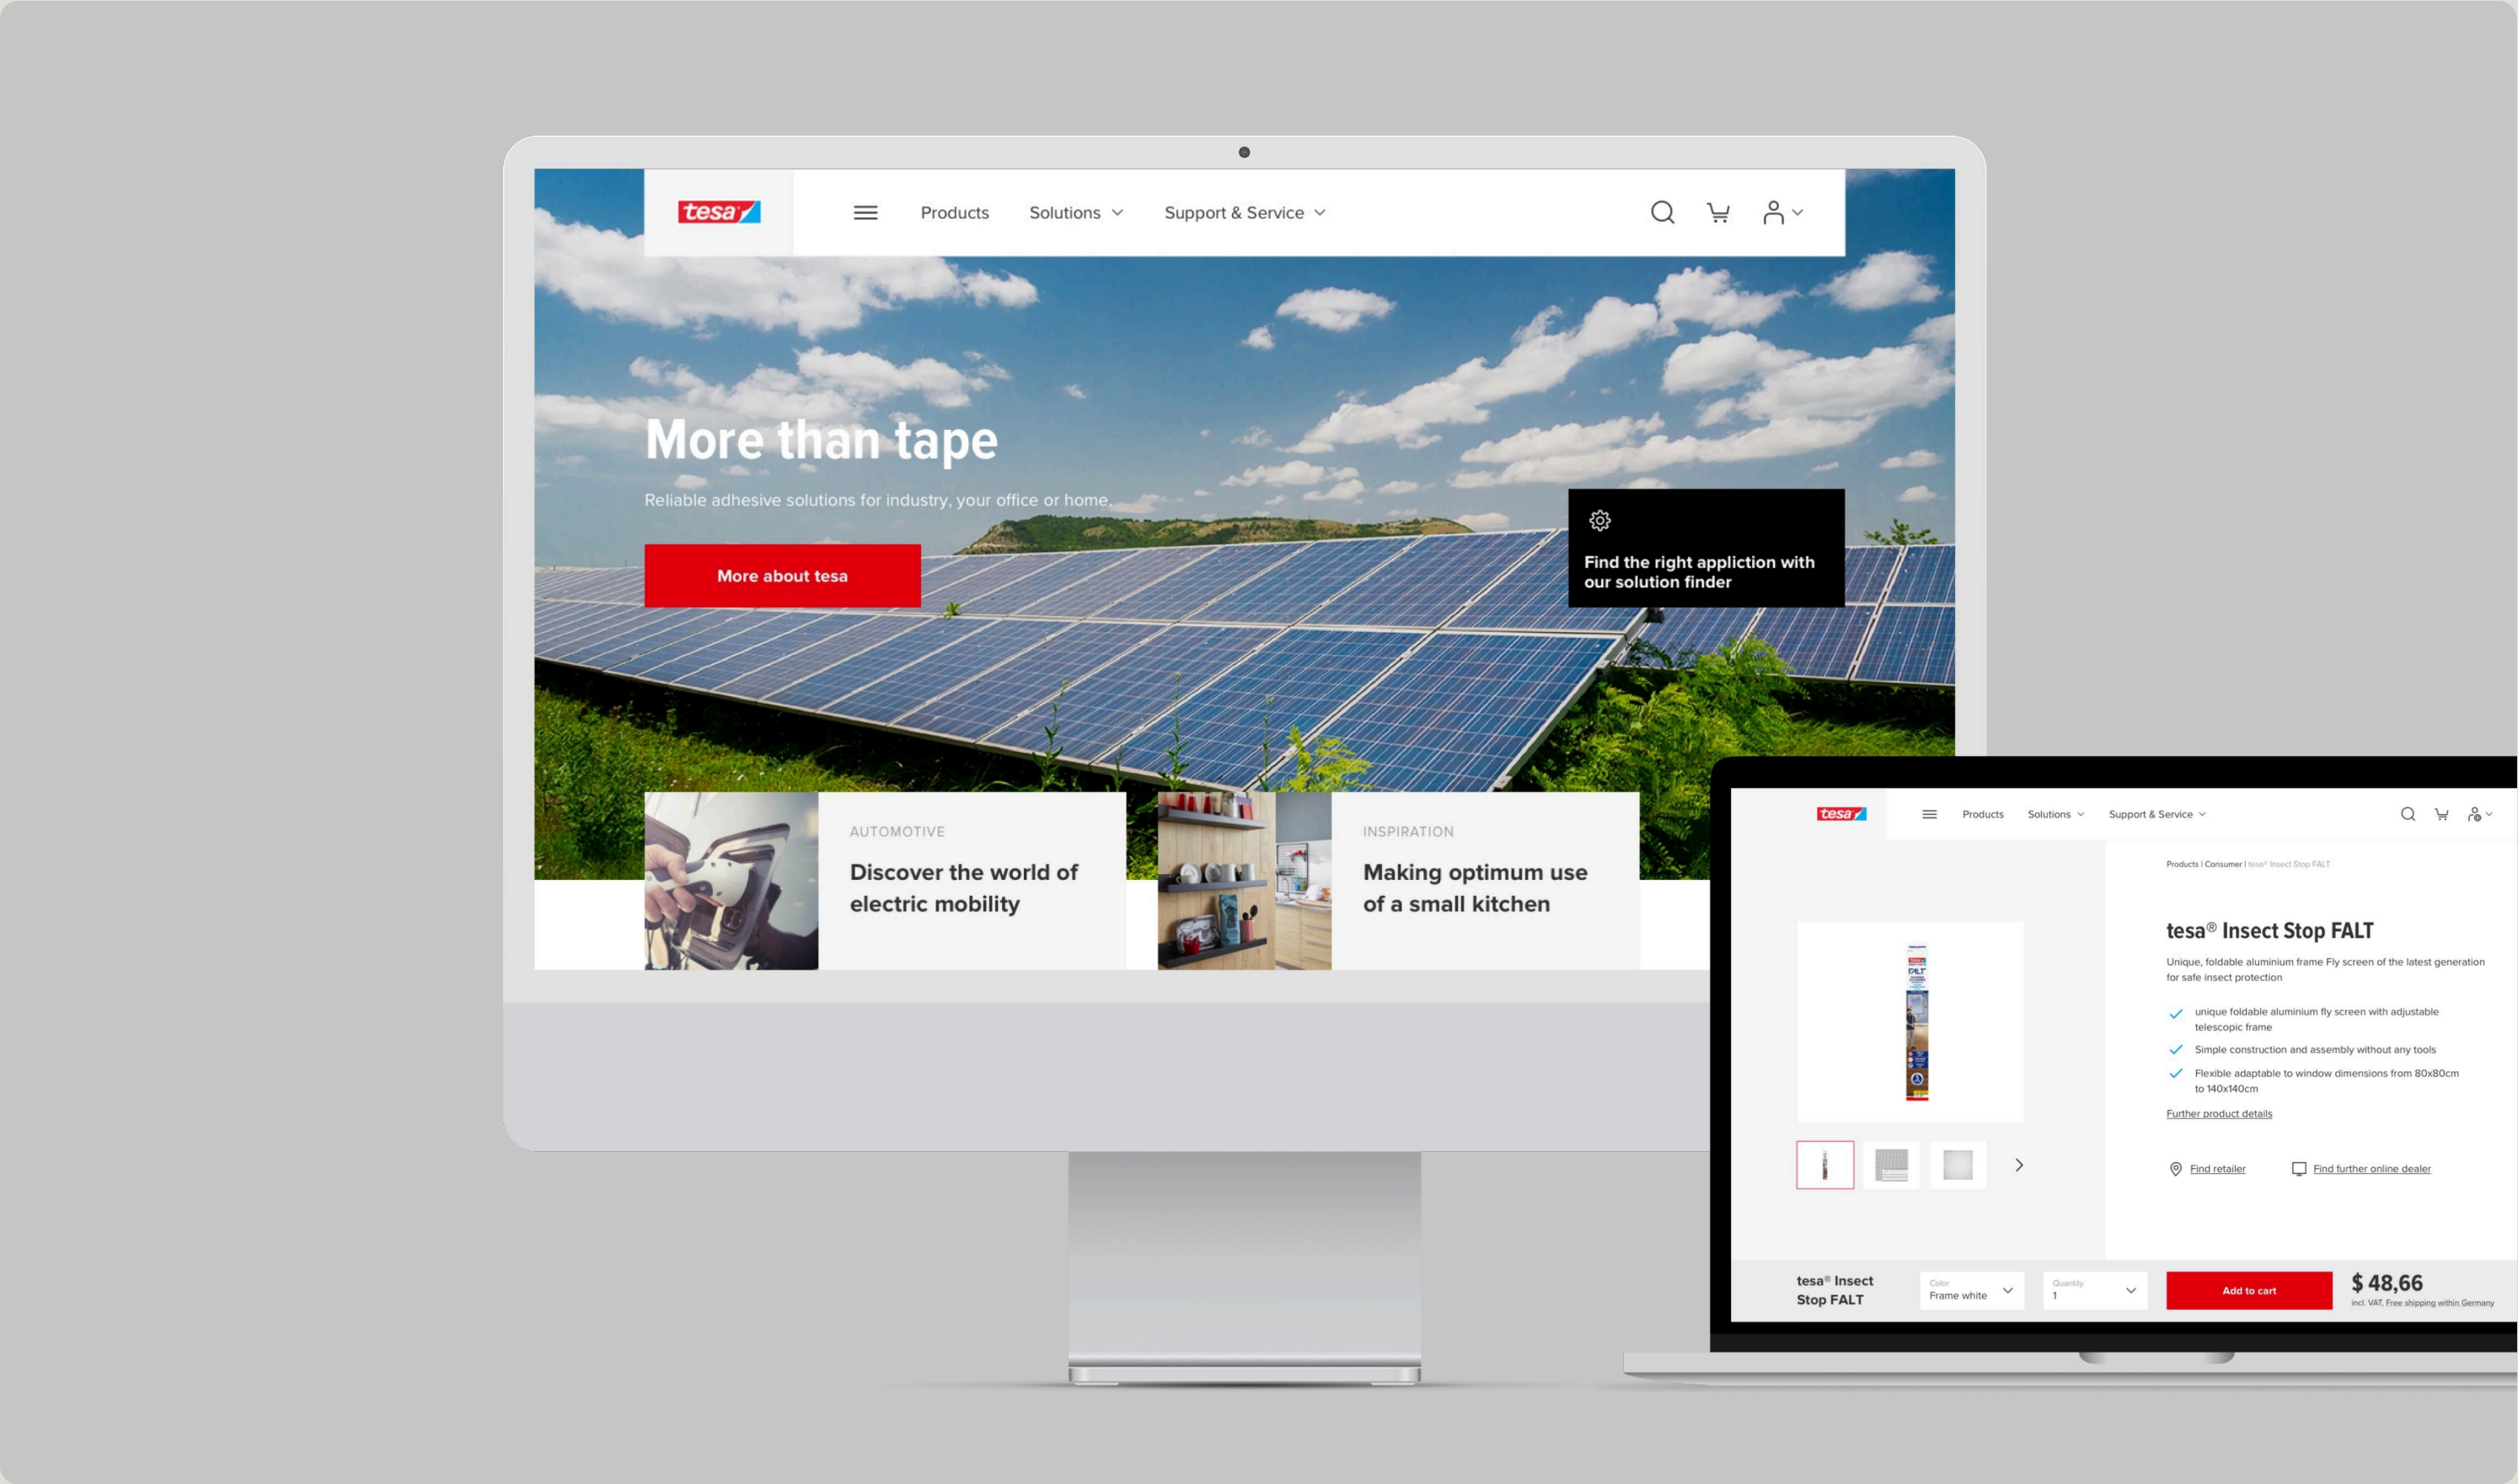 tesa
Products
Solutions
Support & Service
More than tape
Reliable adhesive solutions for industry, your office or home.
More about tesa
Find the right appliction with
our solution finder
AUTOMOTIVE
Discover the world of
electric mobility
INSPIRATION
Making optimum use
of a small kitchen
tesa
Products
Solutions
Support & Service
Products | Consumer | tesa® Insect Stop FALT
tesa® Insect Stop FALT
Unique, foldable aluminium frame Fly screen of the latest generation
for safe insect protection
unique foldable aluminium fly screen with adjustable
telescopic frame
Simple construction and assembly without any tools
Flexible adaptable to window dimensions from 80x80cm
to 140x140cm
Further product details
Find retailer
Find further online dealer
FALT
tesa® Insect
Stop FALT
Color
Frame white
Quantity
1
Add to cart
$ 48,66
incl. VAT, Free shipping within Germany